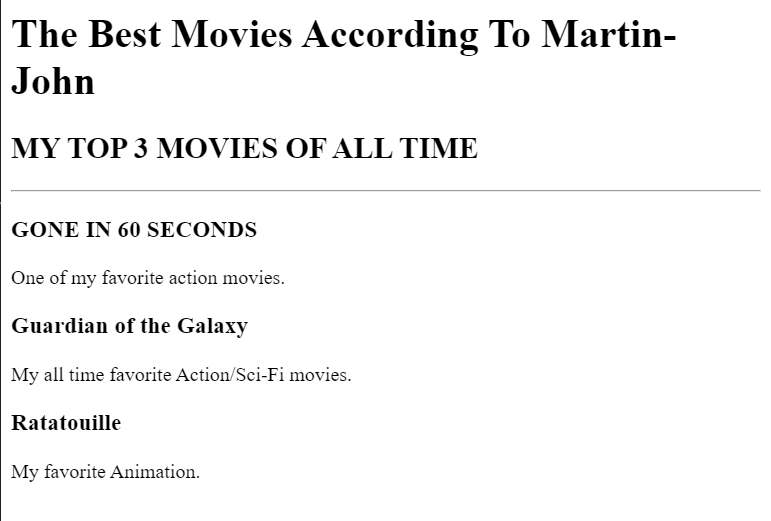 The Best Movies According To Martin-
John
MY TOP 3 MOVIES OF ALL TIME
GONE IN 60 SECONDS
One of my favorite action movies.
Guardian of the Galaxy
My all time favorite Action/Sci-Fi movies.
Ratatouille
My favorite Animation.